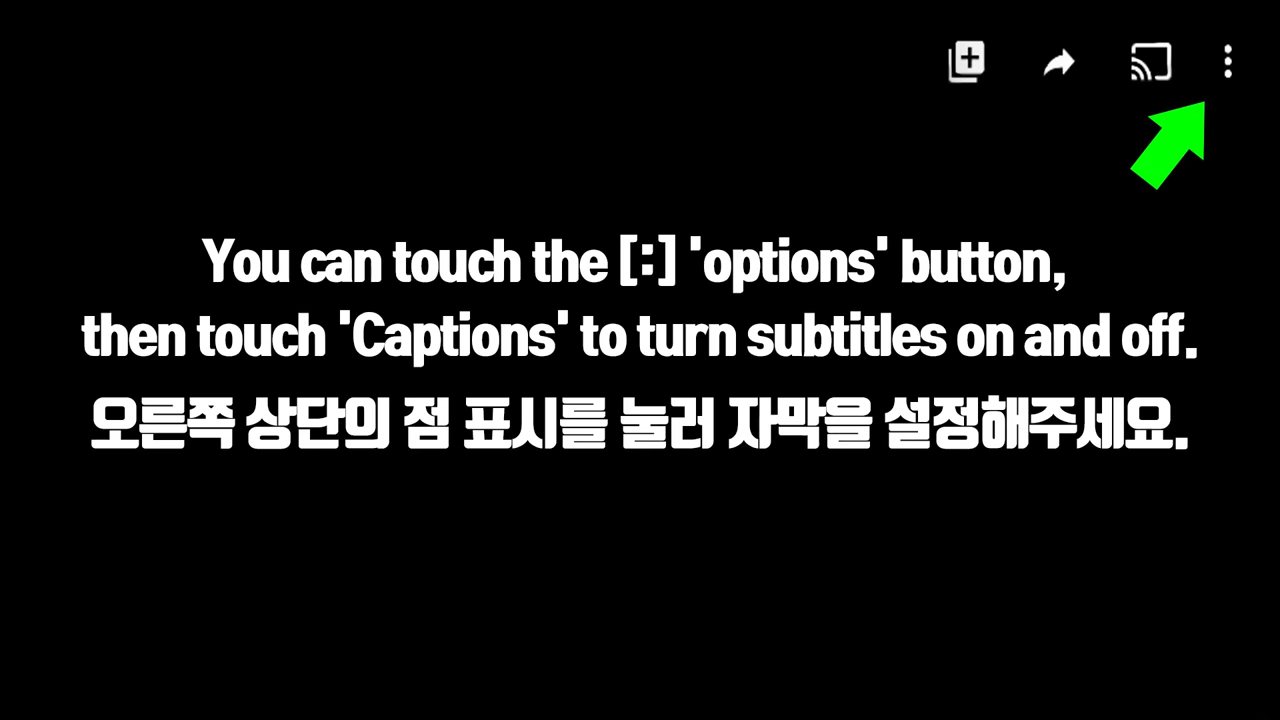 You can touch the [:] 'options' button,
then touch 'Captions' to turn subtitles on and off.
오른쪽 상단의 점 표시를 눌러 자막을 설정해주세요.